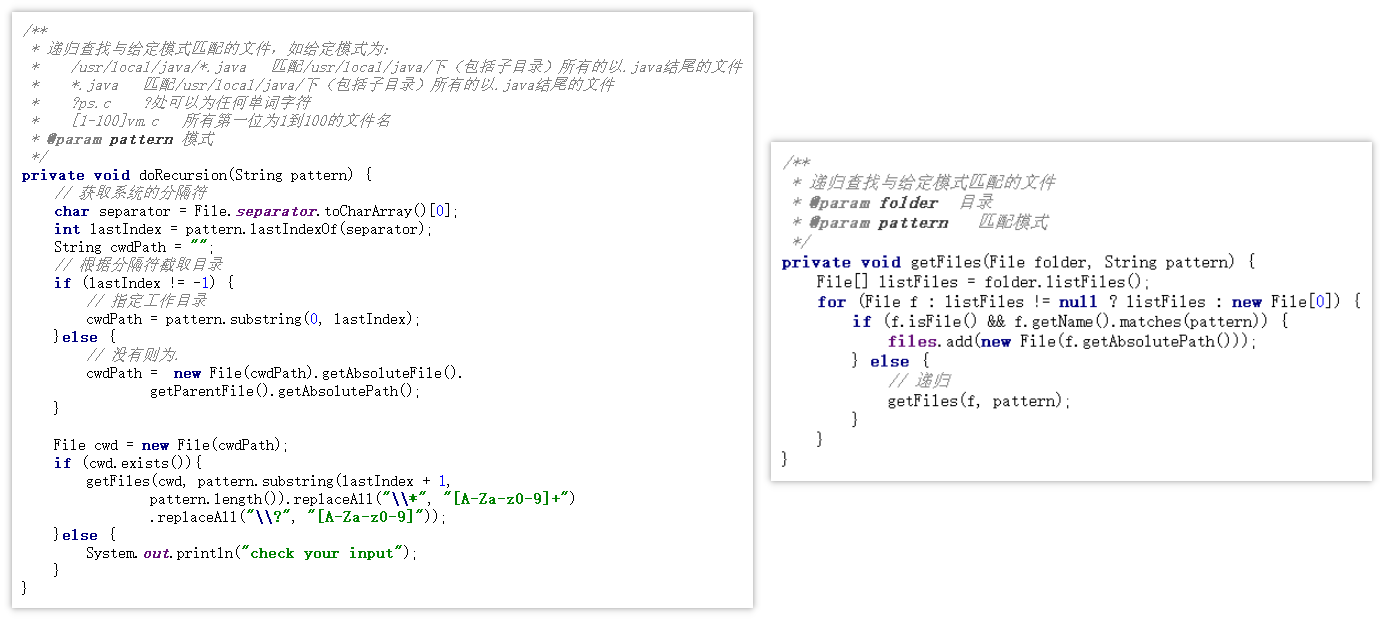 /**
 * 递归查找与给定模式匹配的文件，如给定模式为:
 *    /usr/local/java/*.java   匹配/usr/local/java/下（包括子目录）所有的以.java结尾的文件
 *    *.java   匹配/usr/local/java/下（包括子目录）所有的以.java结尾的文件
 *    ?ps.c    ?处可以为任何单词字符
 *    [1-100]vm.c   所有第一位为1到100的文件名
 * @param pattern 模式
 */
private void doRecursion(String pattern) {
    // 获取系统的分隔符
    char separator = File.separator.toCharArray()[0];
    int lastIndex = pattern.lastIndexOf(separator);
    String cwdPath = "";
    // 根据分隔符截取目录
    if (lastIndex != -1) {
        // 指定工作目录
        cwdPath = pattern.substring(0, lastIndex);
    }else {
        // 没有则为.
        cwdPath =  new File(cwdPath).getAbsoluteFile().
                getParentFile().getAbsolutePath();
    }

    File cwd = new File(cwdPath);
    if (cwd.exists()){
        getFiles(cwd, pattern.substring(lastIndex + 1,
                pattern.length()).replaceAll("\\*", "[A-Za-z0-9]+")
                .replaceAll("\\?", "[A-Za-z0-9]"));
    }else {
        System.out.println("check your input");
    }
}
/**
 * 递归查找与给定模式匹配的文件
 * @param folder  目录
 * @param pattern   匹配模式
 */
private void getFiles(File folder, String pattern) {
    File[] listFiles = folder.listFiles();
    for (File f : listFiles != null ? listFiles : new File[0]) {
        if (f.isFile() && f.getName().matches(pattern)) {
            files.add(new File(f.getAbsolutePath()));
        } else {
            // 递归
            getFiles(f, pattern);
        }
    }
}